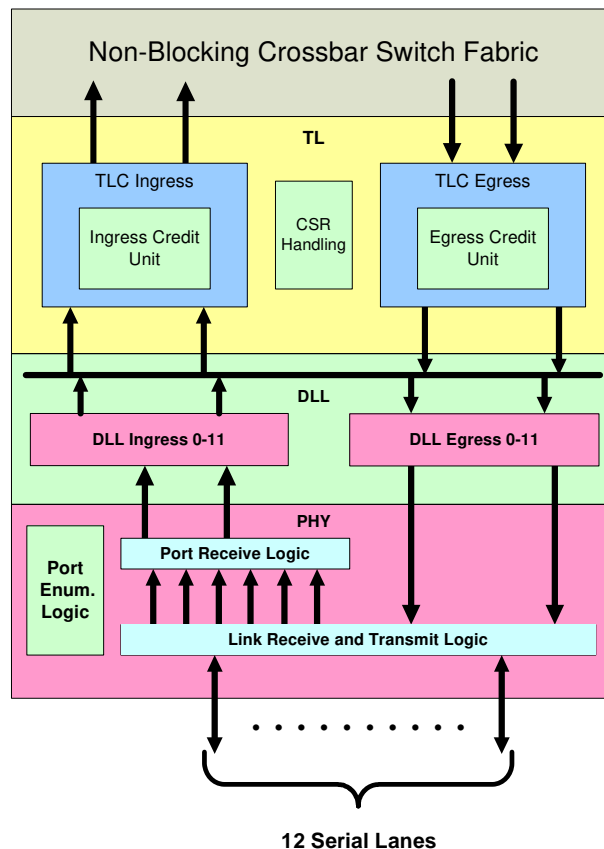 Non-Blocking Crossbar Switch Fabric
TL
TLC Ingress
Ingress Credit
Unit
CSR
Handling
TLC Egress
Egress Credit
Unit
DLL
DLL Ingress 0-11
DLL Egress 0-11
PHY
Port Receive Logic
Port
Enum.
Logic
Link Receive and Transmit Logic
12 Serial Lanes